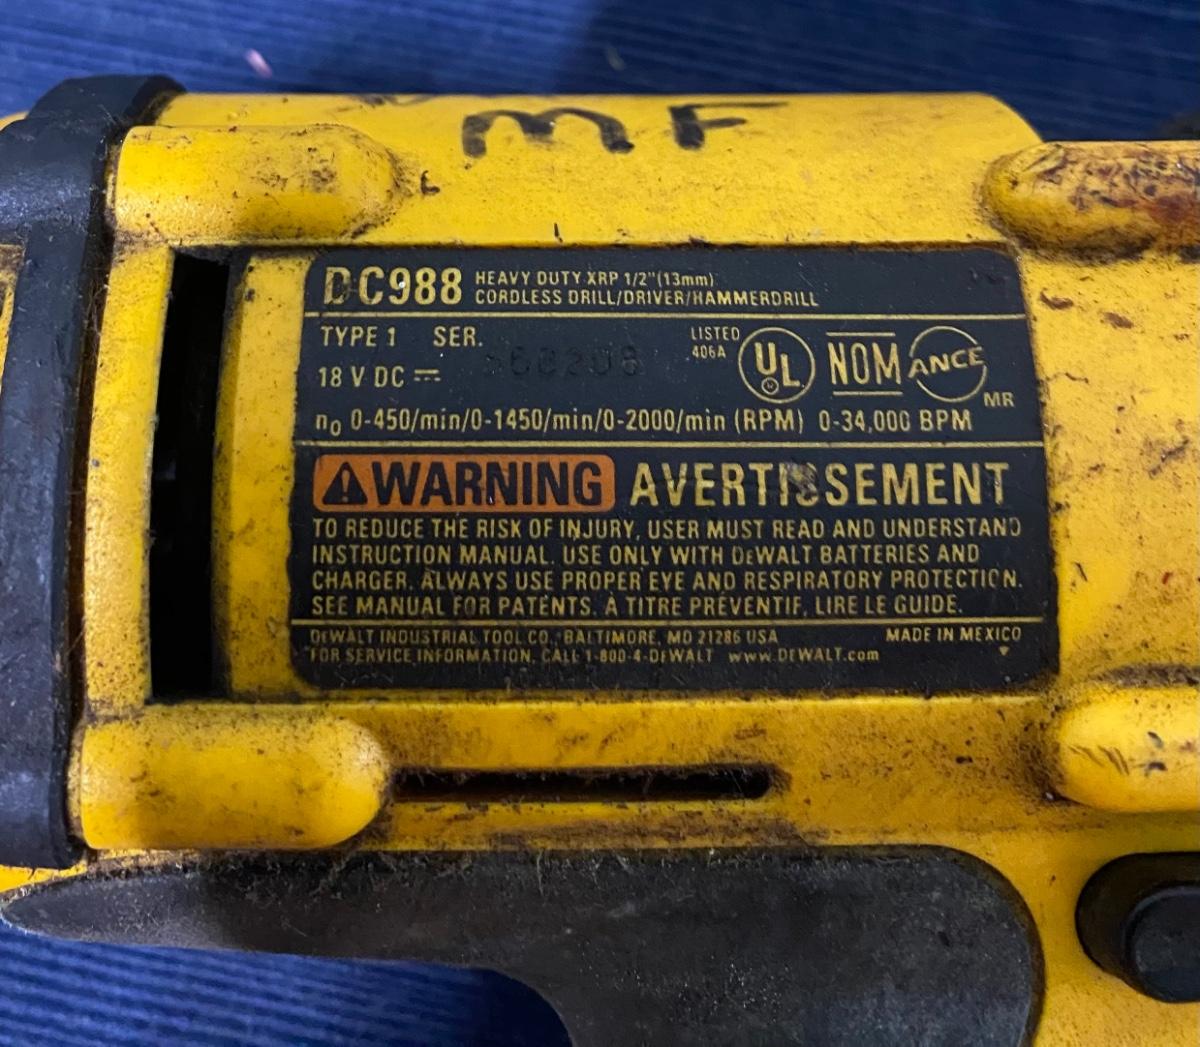 MF
DC988 HEAVY DUTY XRP 1/2"(13mm)
CORDLESS DRILL/DRIVER/HAMMERDRILL
TYPE 1 SER.
18 V DC
LISTED
406A
UL
NOM
ANCE
MR
n₀ 0-450/min/0-1450/min/0-2000/min (RPM) 0-34,000 BPM
WARNING AVERTISSEMENT
TO REDUCE THE RISK OF INJURY, USER MUST READ AND UNDERSTAND
INSTRUCTION MANUAL. USE ONLY WITH DEWALT BATTERIES AND
CHARGER. ALWAYS USE PROPER EYE AND RESPIRATORY PROTECTION.
SEE MANUAL FOR PATENTS. À TITRE PRÉVENTIF, LIRE LE GUIDE.
DEWALT INDUSTRIAL TOOL CO., BALTIMORE, MD 21286 USA MADE IN MEXICO
FOR SERVICE INFORMATION, CALL 1-800-4-DEWALT www.DEWALT.com